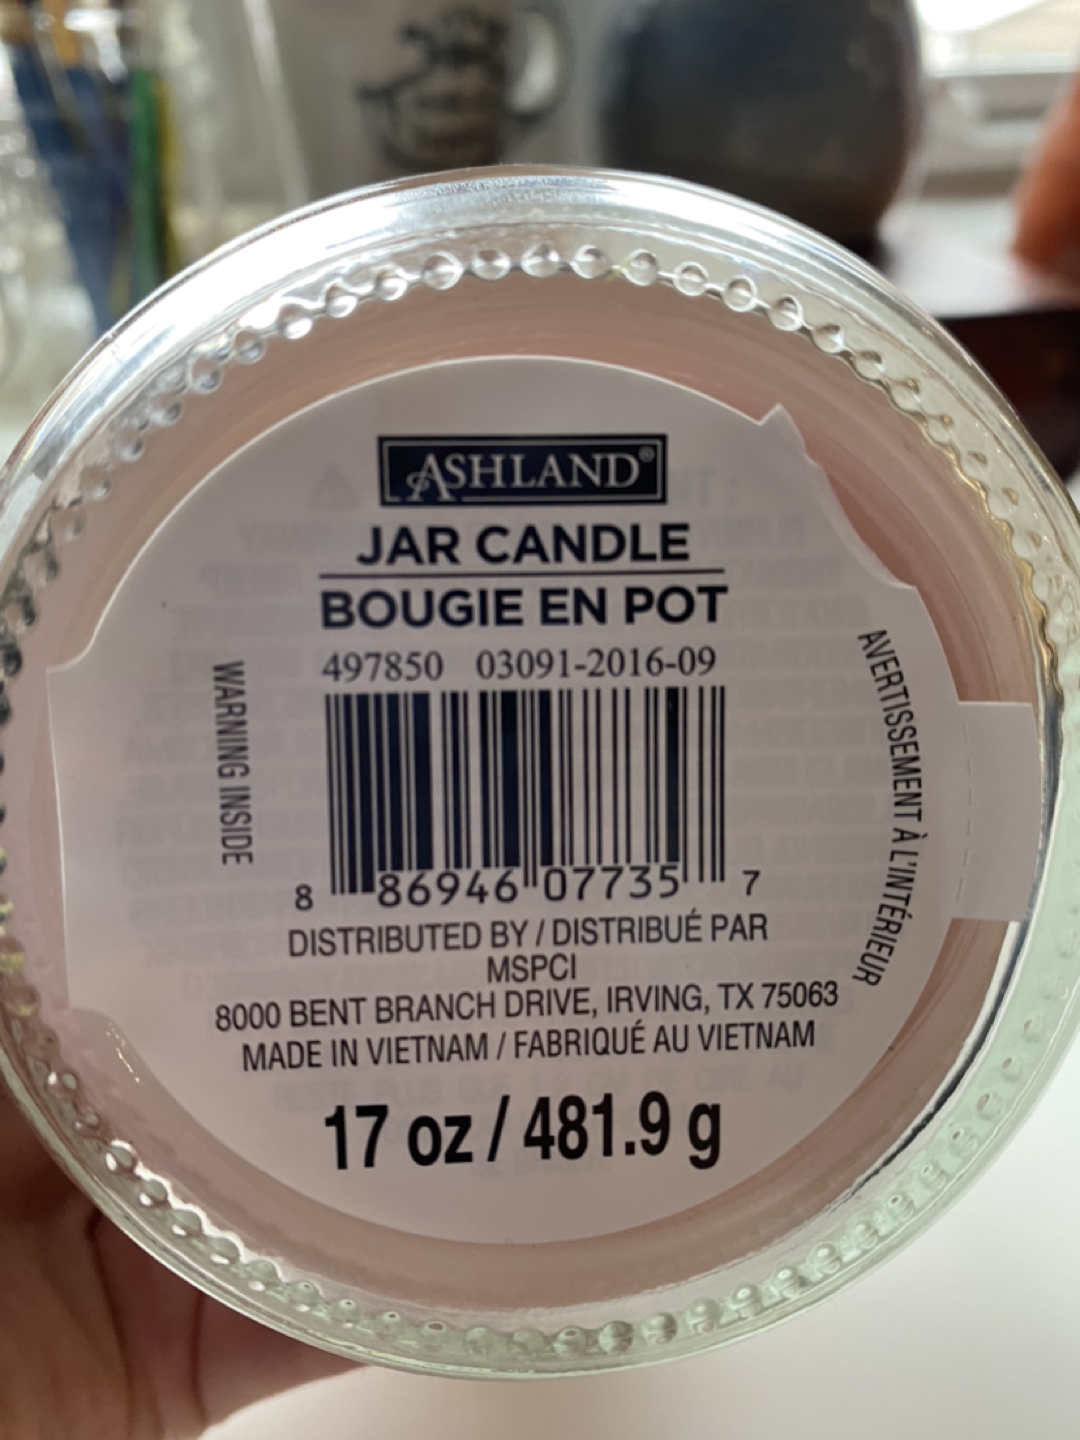 ASHLAND®
JAR CANDLE
BOUGIE EN POT
497850 03091-2016-09
WARNING INSIDE
AVERTISSEMENT À L'INTÉRIEUR
8 86946 07735 7
DISTRIBUTED BY / DISTRIBUÉ PAR
MSPCI
8000 BENT BRANCH DRIVE, IRVING, TX 75063
MADE IN VIETNAM / FABRIQUÉ AU VIETNAM
17 oz / 481.9 g